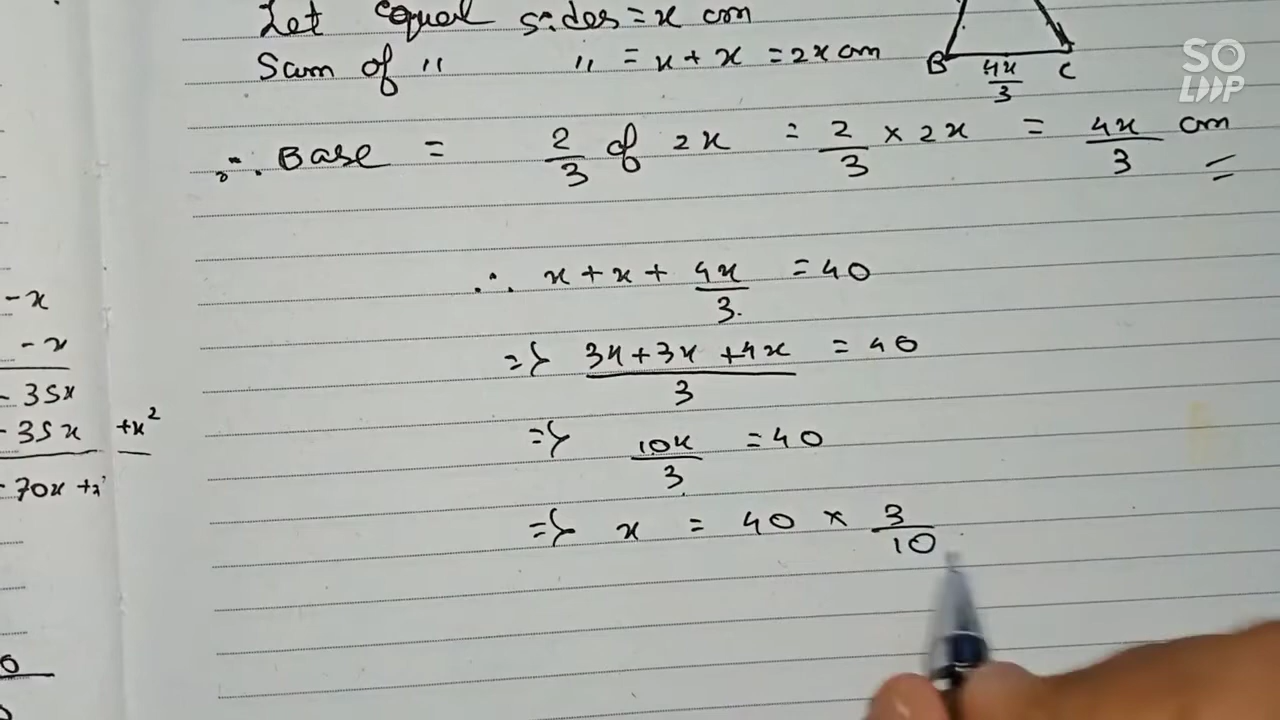 Let equal sides = x cm
Sum of " " = x + x = 2x cm
B 4x/3 C
SO LOOP
∴ Base = 2/3 of 2x = 2/3 × 2x = 4x/3 cm
∴ x + x + 4x/3 = 40
=> 3x + 3x + 4x / 3 = 40
=> 10x/3 = 40
=> x = 40 × 3/10
- x
- x
- 35x
- 35x + x²
- 70x +
0